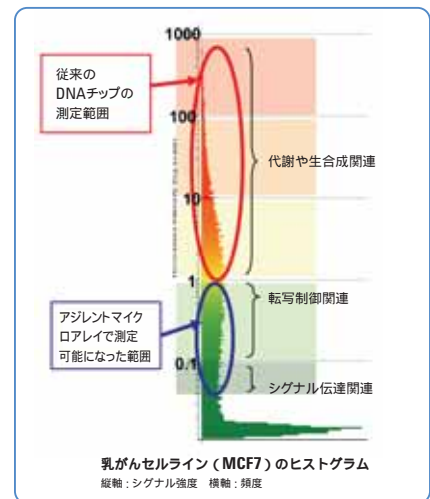 1000
従来の
DNAチップの
測定範囲
100
代謝や生合成関連
10
1
転写制御関連
アジレントマイク
ロアレイで測定
可能になった範囲
0.1
シグナル伝達関連
乳がんセルライン（MCF7）のヒストグラム
縦軸：シグナル強度 横軸：頻度